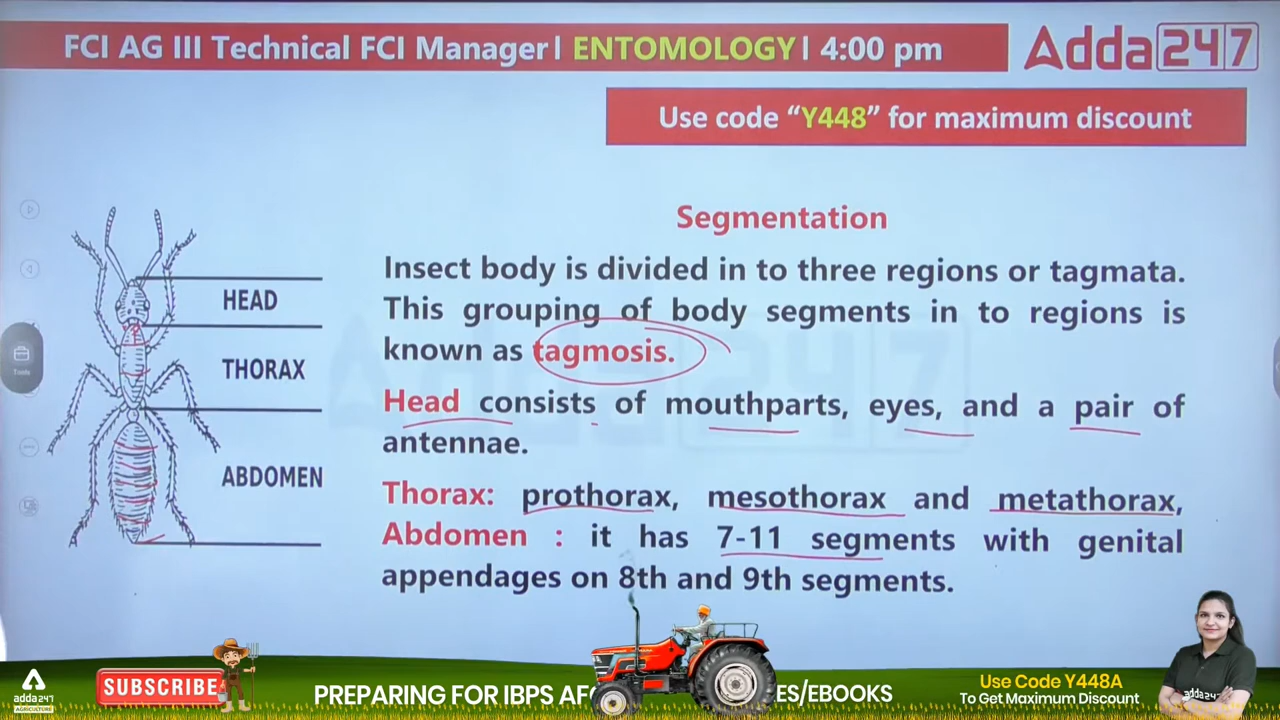 FCI AG III Technical FCI Manager| ENTOMOLOGY| 4:00 pm
Adda247
Use code “Y448” for maximum discount
Segmentation
Insect body is divided in to three regions or tagmata.
This grouping of body segments in to regions is
known as tagmosis.
Head consists of mouthparts, eyes, and a pair of
antennae.
Thorax: prothorax, mesothorax and metathorax,
Abdomen : it has 7-11 segments with genital
appendages on 8th and 9th segments.
HEAD
THORAX
ABDOMEN
Tools
adda247
AGRICULTURE
SUBSCRIBE
PREPARING FOR IBPS AF
ES/EBOOKS
Use Code Y448A
To Get Maximum Discount
adda247